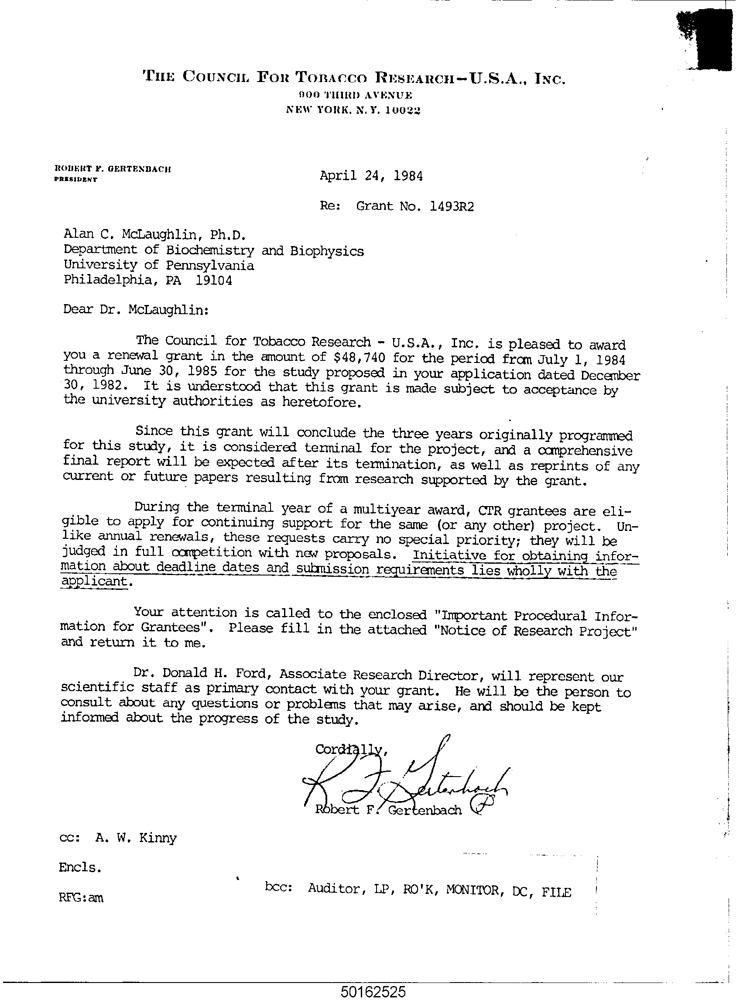 THE COUNCIL FOR TOBACCO RESEARCH-U.S.A., INC.
900 THIRD AVENUE
NEW YORK, N. Y. 10022
ROBERT F. GERTENBACH
PRESIDENT
April 24, 1984
Re: Grant No. 1493R2
Alan C. McLaughlin, Ph.D.
Department of Biochemistry and Biophysics
University of Pennsylvania
Philadelphia, PA 19104
Dear Dr. McLaughlin:
The Council for Tobacco Research - U.S.A., Inc. is pleased to award
you a renewal grant in the amount of $48,740 for the period from July 1, 1984
through June 30, 1985 for the study proposed in your application dated December
30, 1982. It is understood that this grant is made subject to acceptance by
the university authorities as heretofore.
Since this grant will conclude the three years originally programmed
for this study, it is considered terminal for the project, and a comprehensive
final report will be expected after its termination, as well as reprints of any
current or future papers resulting from research supported by the grant.
During the terminal year of a multiyear award, CTR grantees are eli-
gible to apply for continuing support for the same (or any other) project. Un-
like annual renewals, these requests carry no special priority; they will be
judged in full competition with new proposals. Initiative for obtaining infor-
mation about deadline dates and submission requirements lies wholly with the
applicant.
Your attention is called to the enclosed "Important Procedural Infor-
mation for Grantees". Please fill in the attached "Notice of Research Project"
and return it to me.
Dr. Donald H. Ford, Associate Research Director, will represent our
scientific staff as primary contact with your grant. He will be the person to
consult about any questions or problems that may arise, and should be kept
informed about the progress of the study.
Cordially,
R F Gertenbach
Robert F. Gertenbach
cc: A. W. Kinny
Encls.
RFG:am
bcc: Auditor, LP, RO'K, MONITOR, DC, FILE
50162525